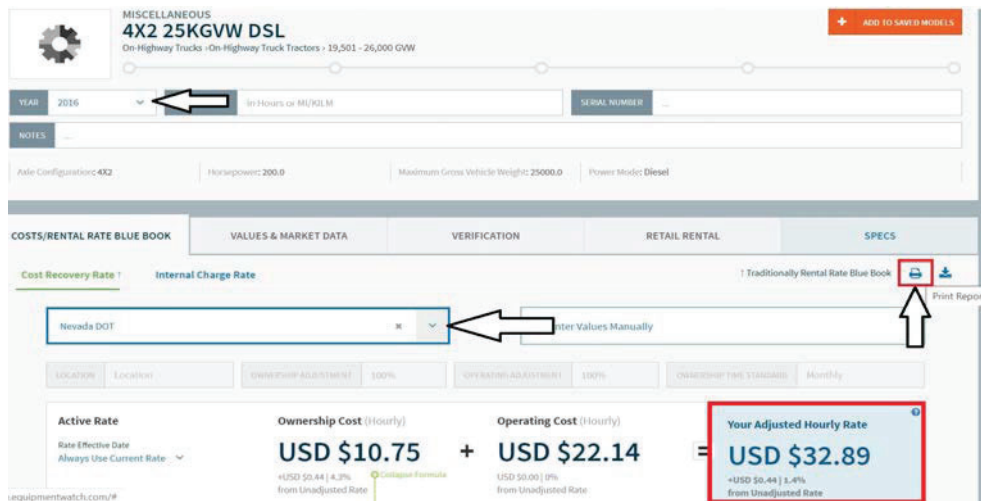 MISCELLANEOUS
4X2 25KGVW DSL
On-Highway Trucks › On-Highway Truck Tractors › 19,501 - 26,000 GVW
+ ADD TO SAVED MODELS
YEAR 2016 In Hours or MI/KILM SERIAL NUMBER ...
NOTES ...
Axle Configuration: 4X2 Horsepower: 200.0 Maximum Gross Vehicle Weight: 25000.0 Power Mode: Diesel
COSTS/RENTAL RATE BLUE BOOK VALUES & MARKET DATA VERIFICATION RETAIL RENTAL SPECS
Cost Recovery Rate ↑ Internal Charge Rate ↑ Traditionally Rental Rate Blue Book
Print Repo
Nevada DOT × nter Values Manually
LOCATION Location OWNERSHIP ADJUSTMENT 100% OPERATING ADJUSTMENT 100% OWNERSHIP TIME STANDARD Monthly
Active Rate Ownership Cost (Hourly) Operating Cost (Hourly) Your Adjusted Hourly Rate
Rate Effective Date
Always Use Current Rate USD $10.75 + USD $22.14 = USD $32.89
+USD $0.44 | 4.3% Collapse Formula USD $0.00 | 0% +USD $0.44 | 1.4%
from Unadjusted Rate from Unadjusted Rate from Unadjusted Rate
.equipmentwatch.com/#